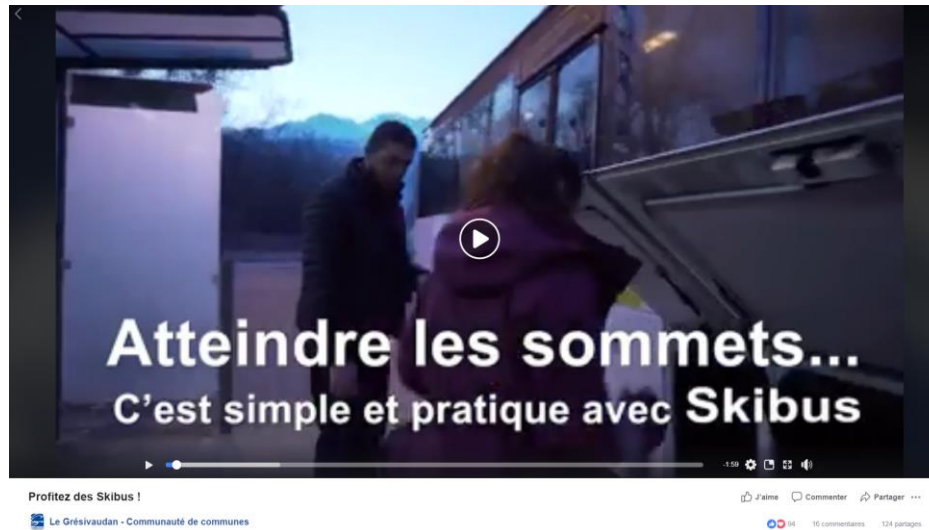 Atteindre les sommets...
C'est simple et pratique avec Skibus
-1:59
Profitez des Skibus !
J'aime Commenter Partager
Le Grésivaudan - Communauté de communes
94 16 commentaires 124 partages